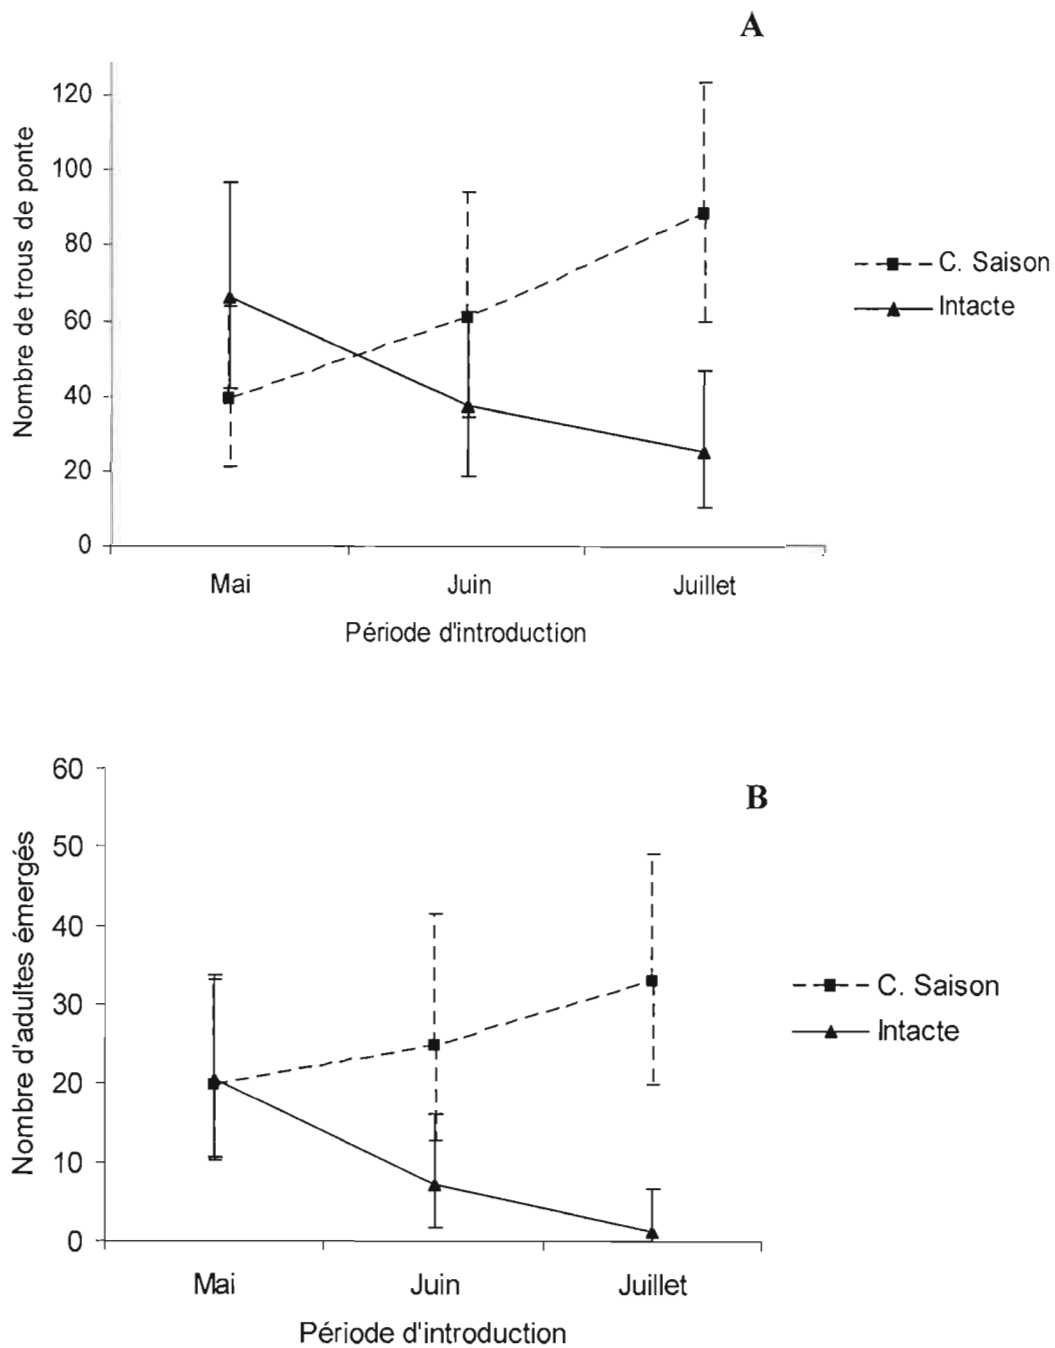 A
Nombre de trous de ponte
120
100
80
60
40
20
0
Mai Juin Juillet
Période d'introduction
C. Saison
Intacte
B
Nombre d'adultes émergés
60
50
40
30
20
10
0
Mai Juin Juillet
Période d'introduction
C. Saison
Intacte